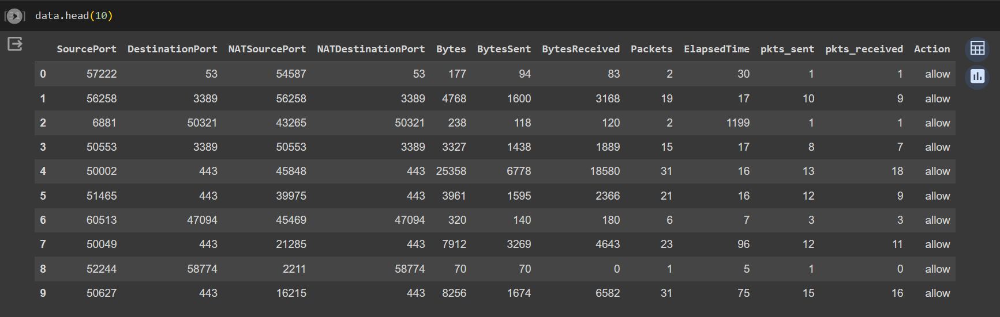 [31] data.head(10)
SourcePort DestinationPort NATSourcePort NATDestinationPort Bytes BytesSent BytesReceived Packets ElapsedTime pkts_sent pkts_received Action
0 57222 53 54587 53 177 94 83 2 30 1 1 allow
1 56258 3389 56258 3389 4768 1600 3168 19 17 10 9 allow
2 6881 50321 43265 50321 238 118 120 2 1199 1 1 allow
3 50553 3389 50553 3389 3327 1438 1889 15 17 8 7 allow
4 50002 443 45848 443 25358 6778 18580 31 16 13 18 allow
5 51465 443 39975 443 3961 1595 2366 21 16 12 9 allow
6 60513 47094 45469 47094 320 140 180 6 7 3 3 allow
7 50049 443 21285 443 7912 3269 4643 23 96 12 11 allow
8 52244 58774 2211 58774 70 70 0 1 5 1 0 allow
9 50627 443 16215 443 8256 1674 6582 31 75 15 16 allow